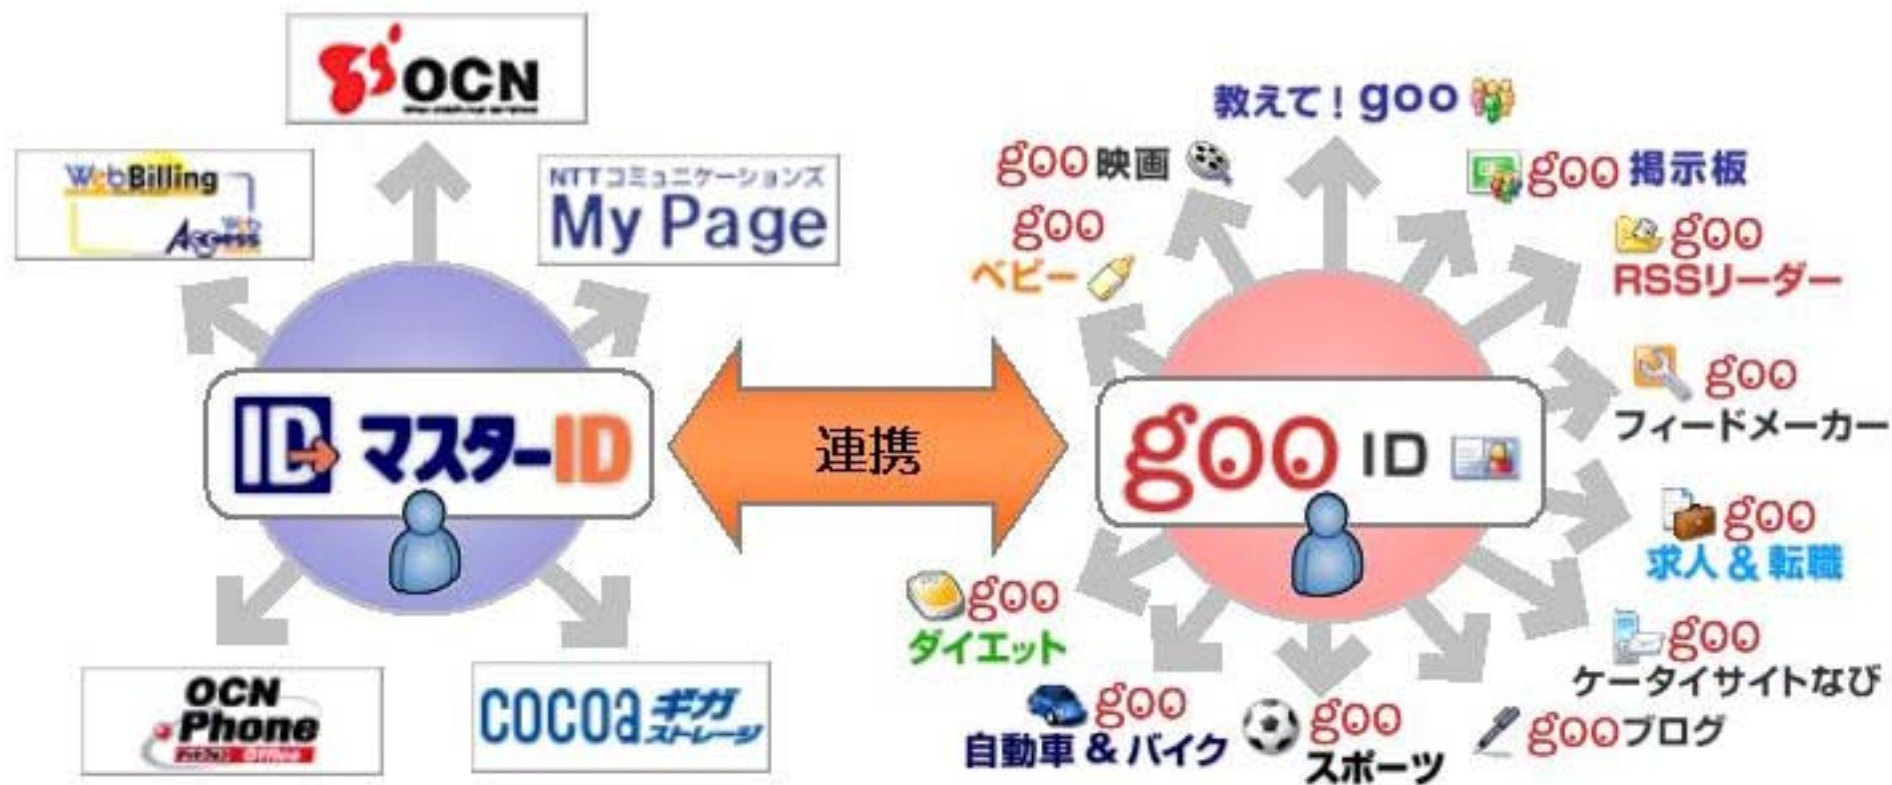 OCN
WebBilling
Web
Access
NTTコミュニケーションズ
My Page
ID マスターID
OCN
Phone
Office
COCOa ギガ
ストレージ
連携
教えて!goo
goo 映画
goo 掲示板
goo
ベビー
goo
RSSリーダー
goo ID
goo
フィードメーカー
goo
求人 & 転職
goo
ダイエット
goo
ケータイサイトなび
goo
自動車 & バイク
goo
スポーツ
gooブログ